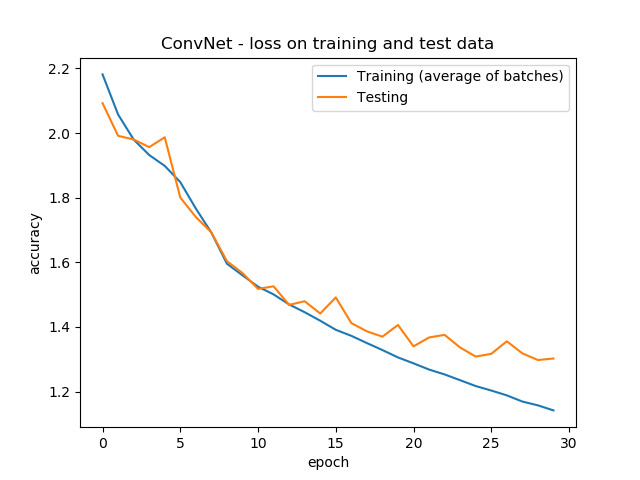 ConvNet - loss on training and test data
Training (average of batches)
Testing
2.2
2.0
1.8
1.6
1.4
1.2
accuracy
0 5 10 15 20 25 30
epoch